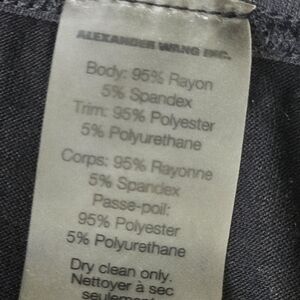 ALEXANDER WANG INC.
Body: 95% Rayon
5% Spandex
Trim: 95% Polyester
5% Polyurethane
Corps: 95% Rayonne
5% Spandex
Passe-poil:
95% Polyester
5% Polyurethane
Dry clean only.
Nettoyer à sec
seulement